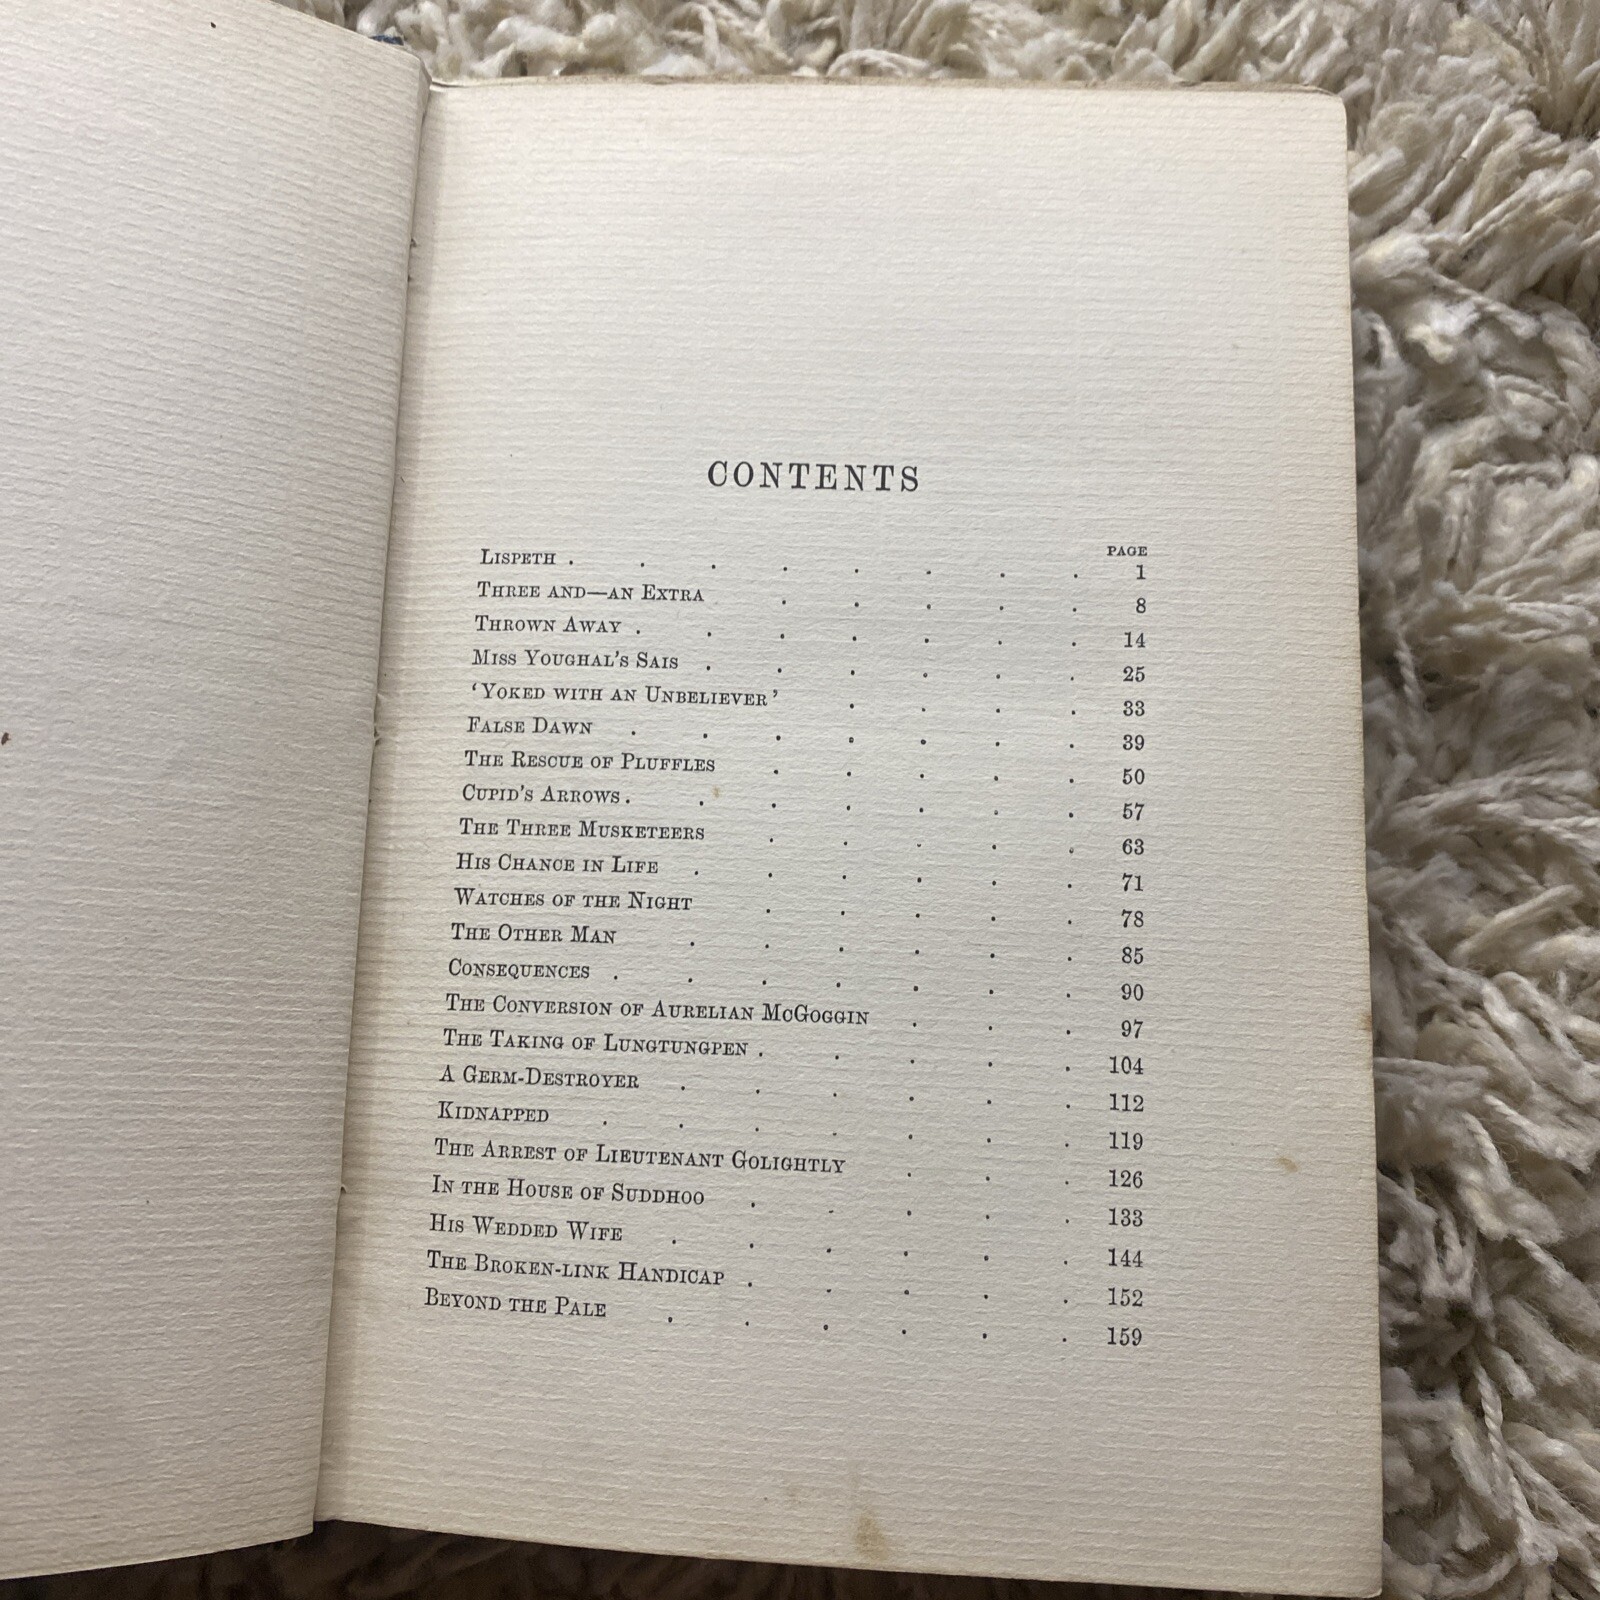 CONTENTS
PAGE
LISPETH . . . . . . . . 1
THREE AND—AN EXTRA . . . . . 8
THROWN AWAY . . . . . . . 14
MISS YOUGHAL'S SAIS . . . . . . 25
'YOKED WITH AN UNBELIEVER' . . . . 33
FALSE DAWN . . . . . . . 39
THE RESCUE OF PLUFFLES . . . . . 50
CUPID'S ARROWS . . . . . . . 57
THE THREE MUSKETEERS . . . . . 63
HIS CHANCE IN LIFE . . . . . . 71
WATCHES OF THE NIGHT . . . . . 78
THE OTHER MAN . . . . . . 85
CONSEQUENCES . . . . . . . 90
THE CONVERSION OF AURELIAN MCGOGGIN . . . 97
THE TAKING OF LUNGTUNGPEN . . . . . 104
A GERM-DESTROYER . . . . . . 112
KIDNAPPED . . . . . . . 119
THE ARREST OF LIEUTENANT GOLIGHTLY . . . 126
IN THE HOUSE OF SUDDHOO . . . . . 133
HIS WEDDED WIFE . . . . . . 144
THE BROKEN-LINK HANDICAP . . . . . 152
BEYOND THE PALE . . . . . . 159